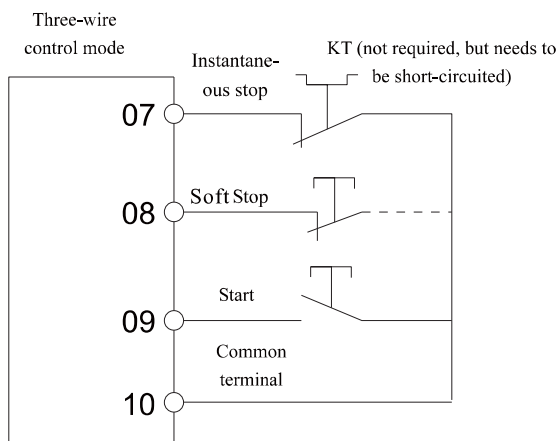 Three-wire
control mode
KT (not required, but needs to
be short-circuited)
Instantane-
ous stop
07
Soft Stop
08
Start
09
Common
terminal
10